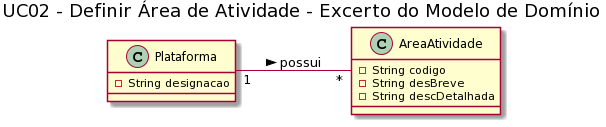 UC02 - Definir Área de Atividade - Excerto do Modelo de Domínio
C Plataforma
String designacao
possui
1
*
C AreaAtividade
String codigo
String desBreve
String descDetalhada